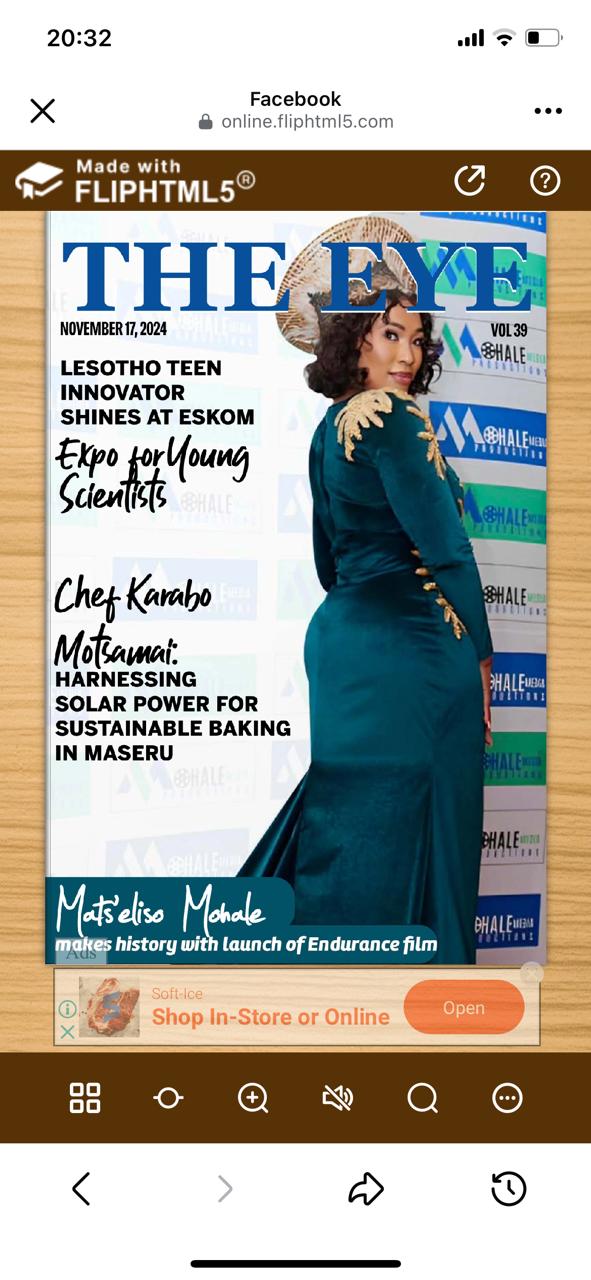 20:32
Facebook
online.fliphtml5.com
Made with
FLIPHTML5®
THE EYE
NOVEMBER 17, 2024
VOL 39
LESOTHO TEEN
INNOVATOR
SHINES AT ESKOM
Expo for Young
Scientists
Chef Karabo
Motsamai:
HARNESSING
SOLAR POWER FOR
SUSTAINABLE BAKING
IN MASERU
Mats'eliso Mohale
makes history with launch of Endurance film
Ads
Soft-Ice
Shop In-Store or Online
Open